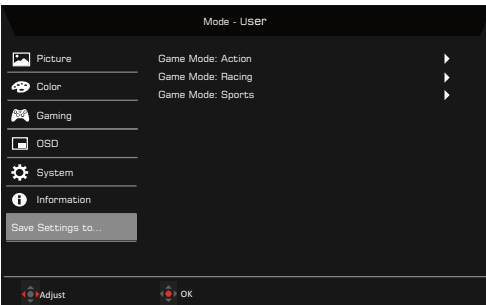 Mode - User
Picture
Color
Gaming
OSD
System
Information
Save Settings to...
Game Mode: Action
Game Mode: Racing
Game Mode: Sports
Adjust
OK